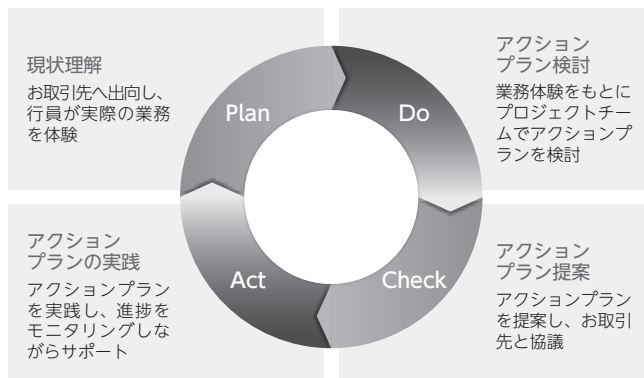 現状理解
お取引先へ出向し、
行員が実際の業務
を体験
Plan
Do
アクション
プラン検討
業務体験をもとに
プロジェクトチー
ムでアクションプ
ランを検討
アクション
プランの実践
アクションプラン
を実践し、進捗を
モニタリングしな
がらサポート
Act
Check
アクション
プラン提案
アクションプラン
を提案し、お取引
先と協議